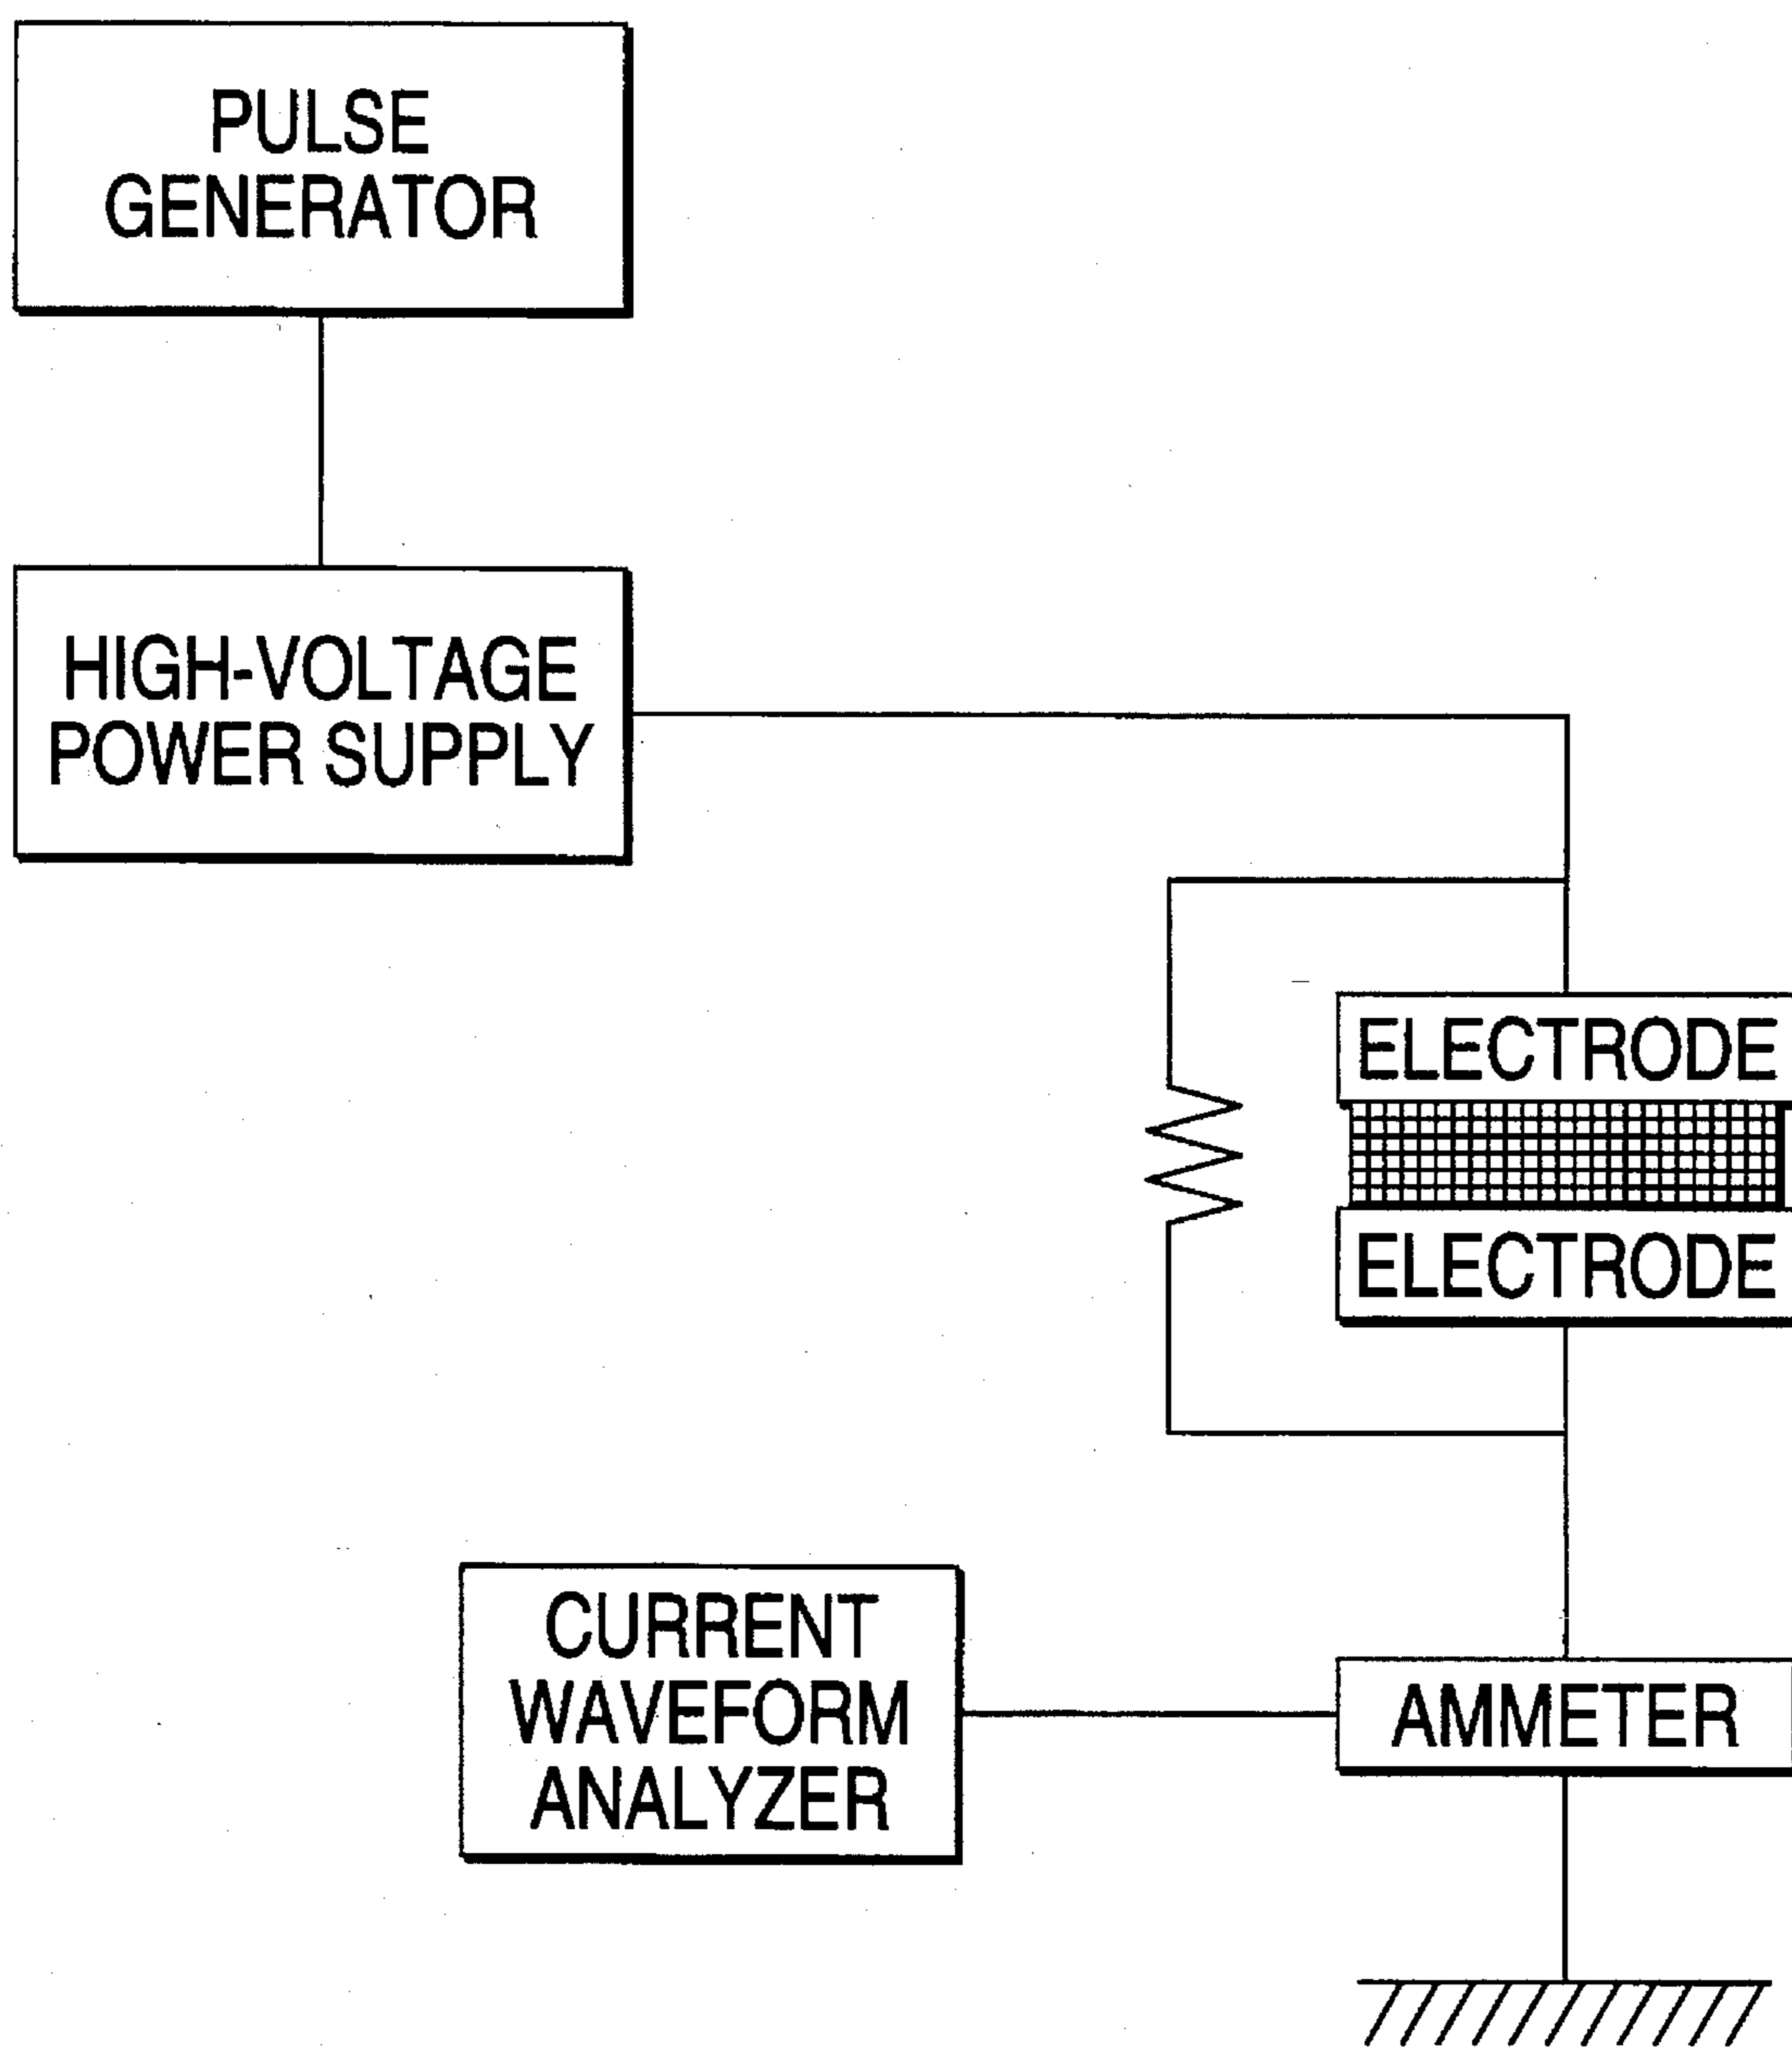 PULSE
GENERATOR
HIGH-VOLTAGE
POWER SUPPLY
ELECTRODE
ELECTRODE
CURRENT
WAVEFORM
ANALYZER
AMMETER